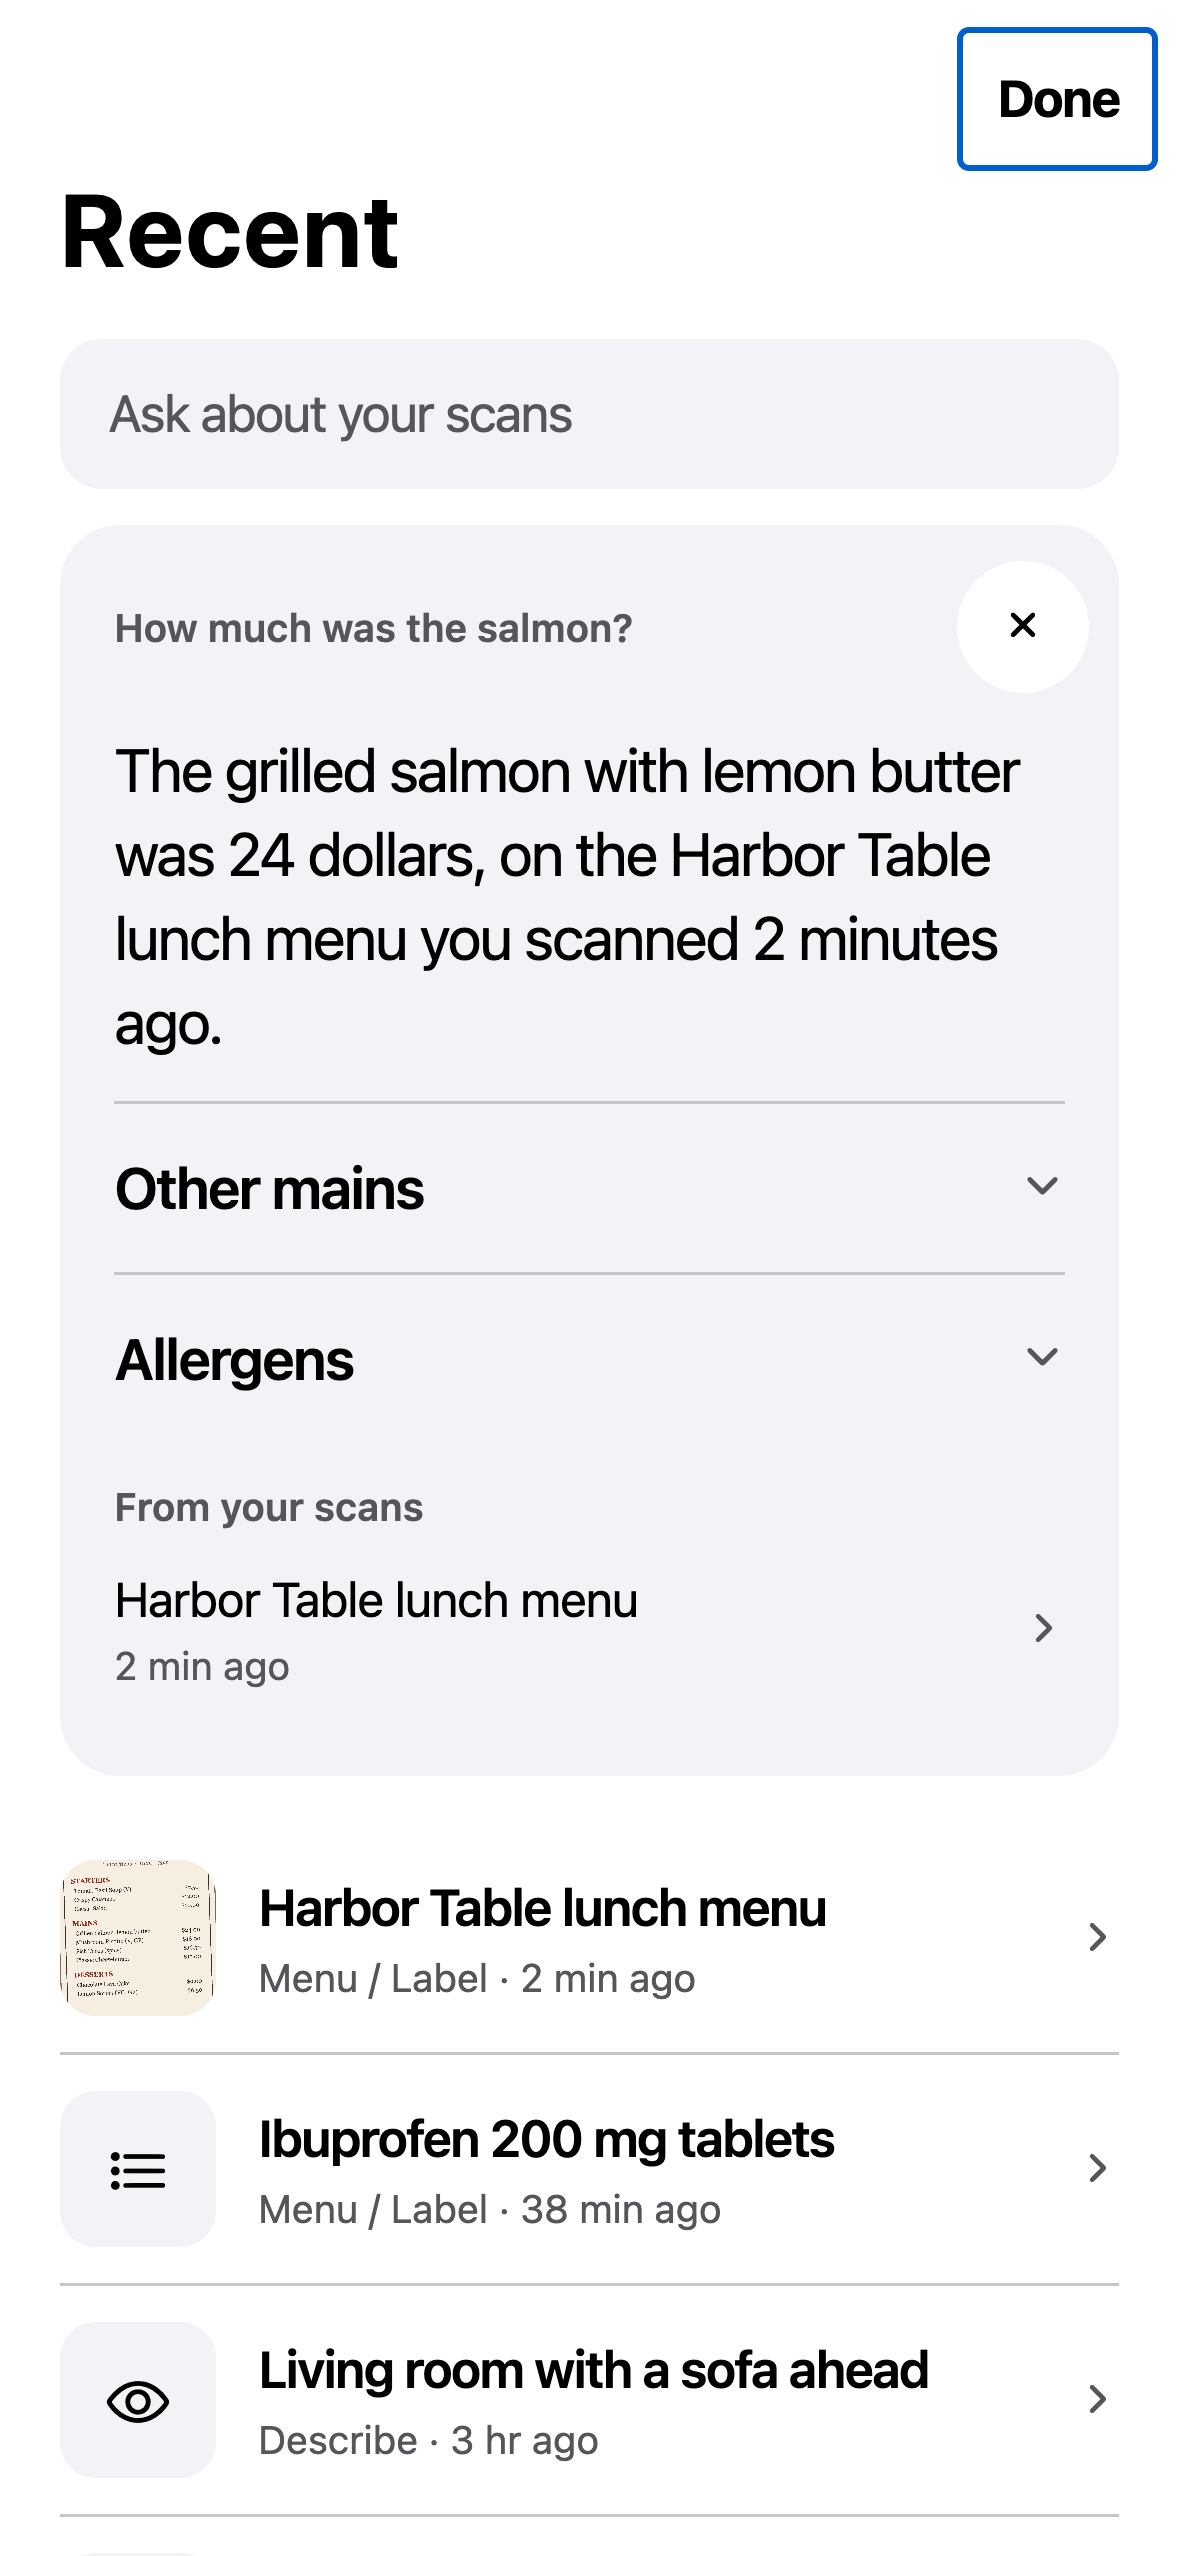 Done
Recent
Ask about your scans
How much was the salmon?
The grilled salmon with lemon butter
was 24 dollars, on the Harbor Table
lunch menu you scanned 2 minutes
ago.
Other mains
Allergens
From your scans
Harbor Table lunch menu
2 min ago
STARTERS
MAINS
DESSERTS
Harbor Table lunch menu
Menu / Label · 2 min ago
Ibuprofen 200 mg tablets
Menu / Label · 38 min ago
Living room with a sofa ahead
Describe · 3 hr ago